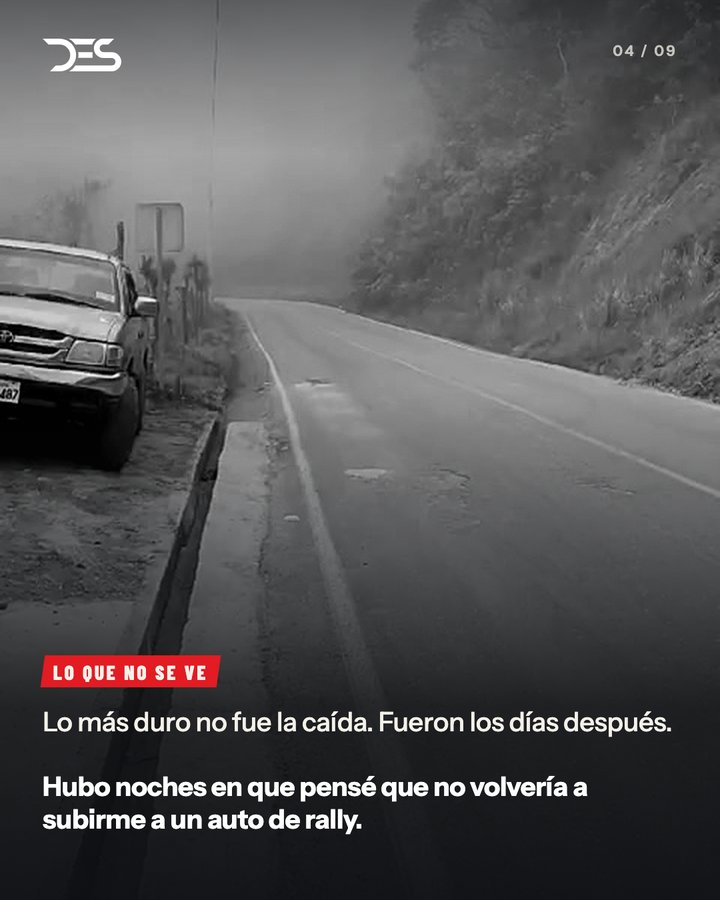 DES
04 / 09
487
LO QUE NO SE VE
Lo más duro no fue la caída. Fueron los días después.
Hubo noches en que pensé que no volvería a
subirme a un auto de rally.